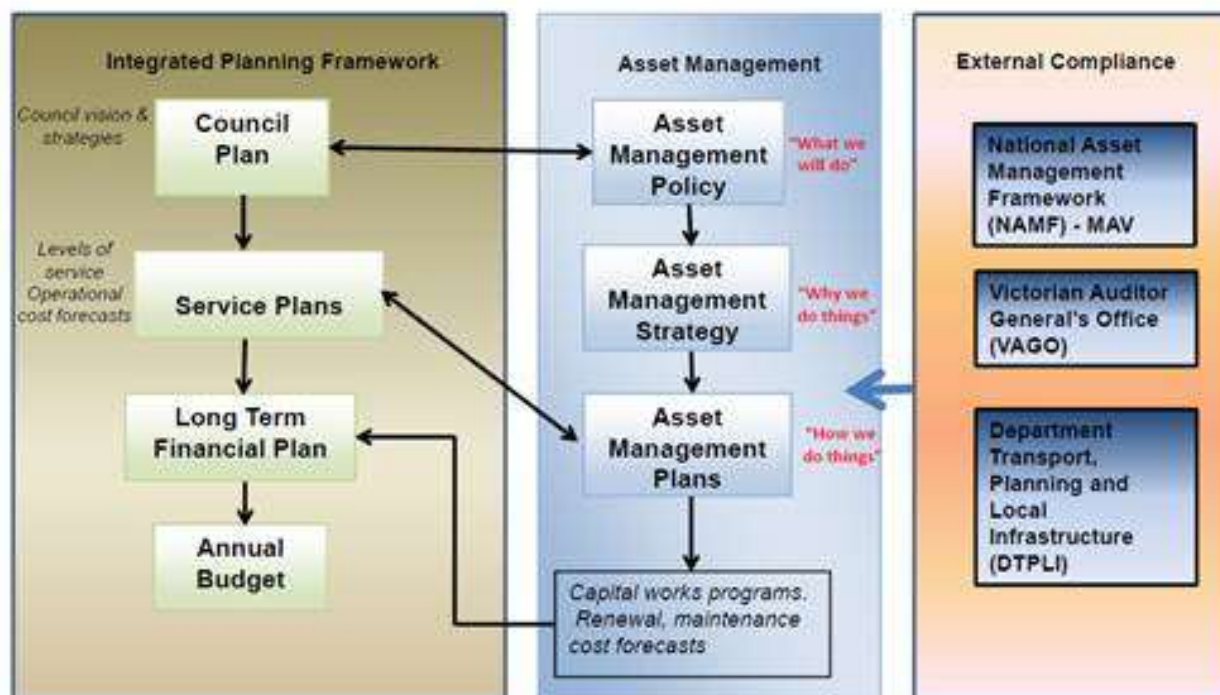 Integrated Planning Framework
Council vision &
strategies
Council
Plan
Levels of
service
Operational
cost forecasts
Service Plans
Long Term
Financial Plan
Annual
Budget
Asset Management
Asset
Management
Policy
"What we
will do"
Asset
Management
Strategy
"Why we
do things"
Asset
Management
Plans
"How we
do things"
Capital works programs.
Renewal, maintenance
cost forecasts
External Compliance
National Asset
Management
Framework
(NAMF) - MAV
Victorian Auditor
General's Office
(VAGO)
Department
Transport,
Planning and
Local
Infrastructure
(DTPLI)